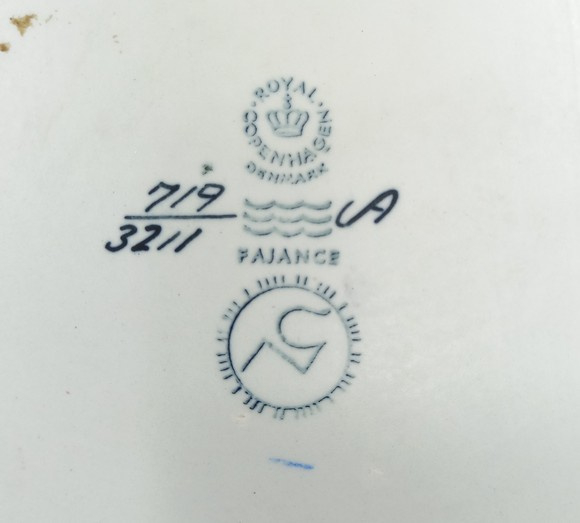 ROYAL
COPENHAGEN
DENMARK
719
3211
FAJANCE